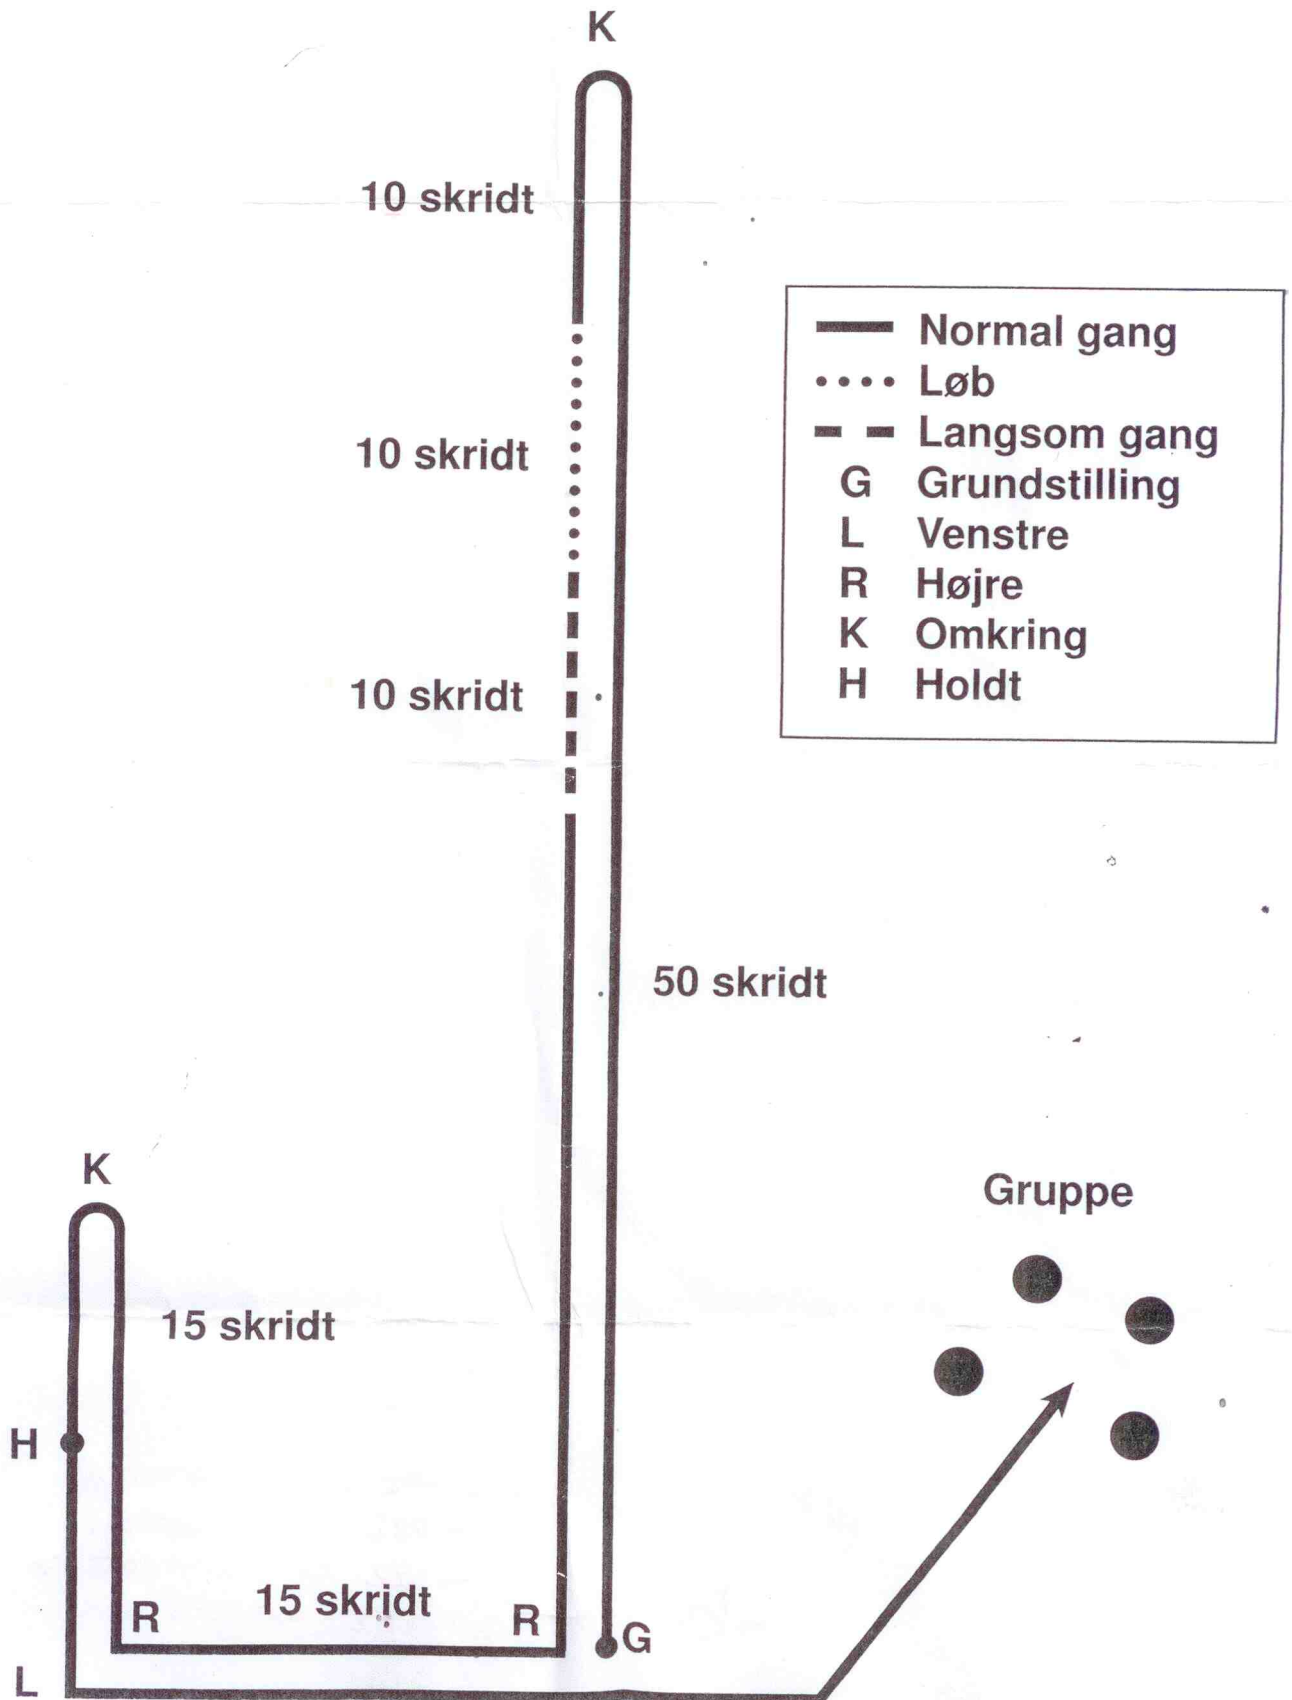 K
10 skridt
Normal gang
Løb
Langsom gang
G Grundstilling
L Venstre
R Højre
K Omkring
H Holdt
10 skridt
10 skridt
50 skridt
K
Gruppe
15 skridt
H
R
15 skridt
R
G
L